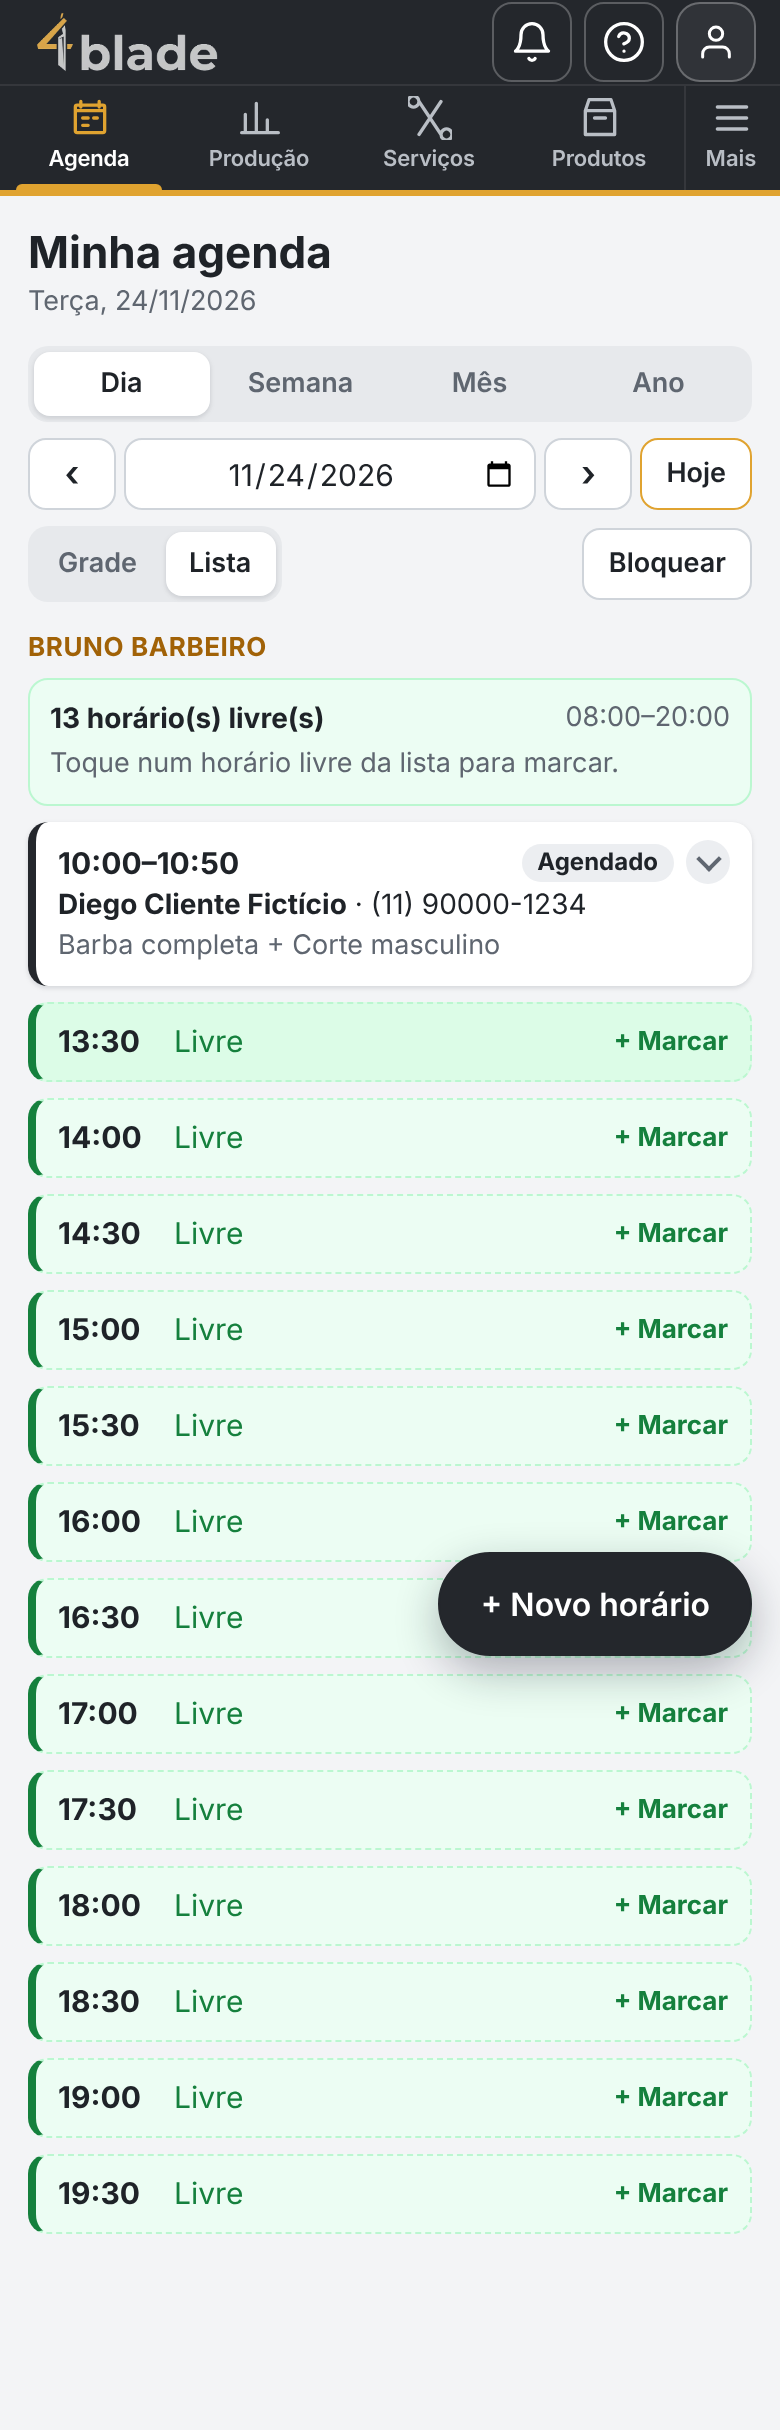 4blade
Agenda
Produção
Serviços
Produtos
Mais
Minha agenda
Terça, 24/11/2026
Dia
Semana
Mês
Ano
‹
11/24/2026
›
Hoje
Grade
Lista
Bloquear
BRUNO BARBEIRO
13 horário(s) livre(s)
08:00–20:00
Toque num horário livre da lista para marcar.
10:00–10:50
Agendado
Diego Cliente Fictício · (11) 90000-1234
Barba completa + Corte masculino
13:30 Livre + Marcar
14:00 Livre + Marcar
14:30 Livre + Marcar
15:00 Livre + Marcar
15:30 Livre + Marcar
16:00 Livre + Marcar
16:30 Livre
+ Novo horário
17:00 Livre + Marcar
17:30 Livre + Marcar
18:00 Livre + Marcar
18:30 Livre + Marcar
19:00 Livre + Marcar
19:30 Livre + Marcar